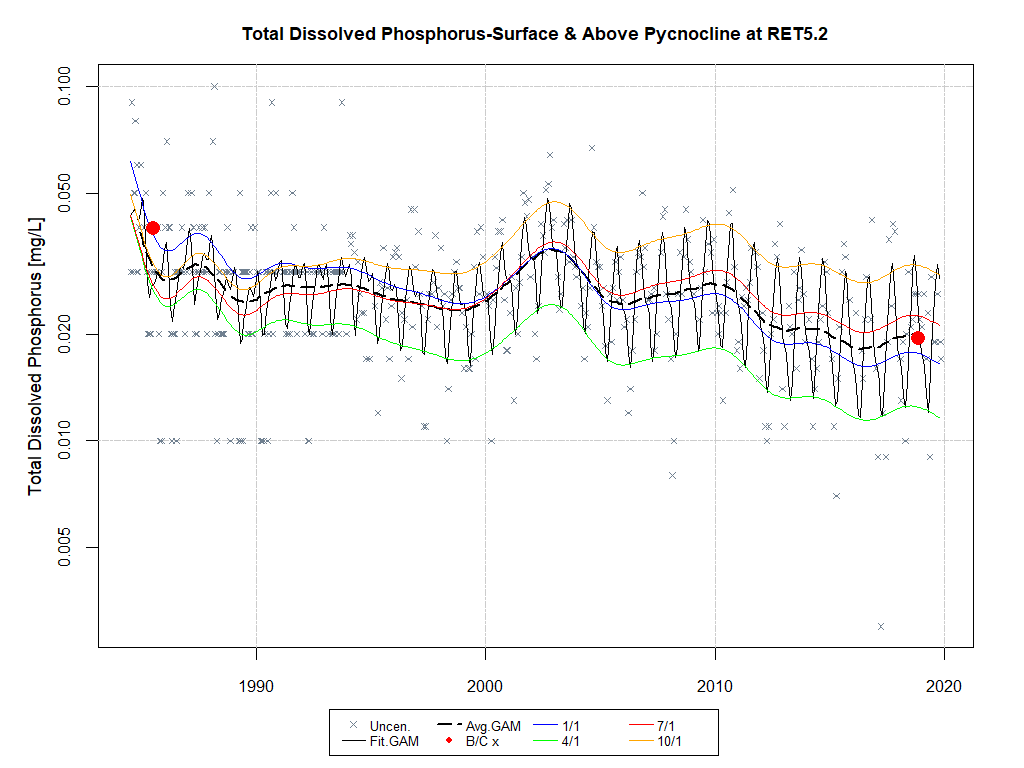 Total Dissolved Phosphorus-Surface & Above Pycnocline at RET5.2
Total Dissolved Phosphorus [mg/L]
0.100
0.050
0.020
0.010
0.005
1990 2000 2010 2020
Uncen. Avg.GAM 1/1 7/1
Fit.GAM B/C x 4/1 10/1